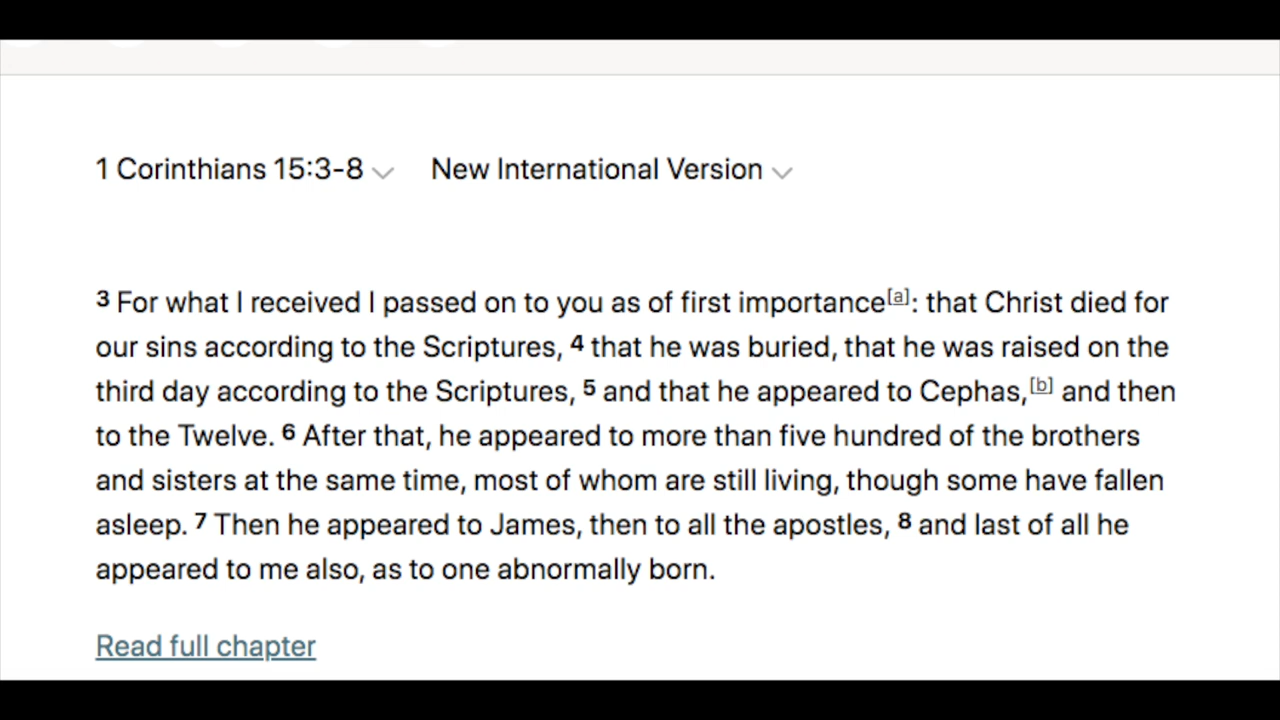 1 Corinthians 15:3-8 New International Version
3 For what I received I passed on to you as of first importance[a]: that Christ died for
our sins according to the Scriptures, 4 that he was buried, that he was raised on the
third day according to the Scriptures, 5 and that he appeared to Cephas,[b] and then
to the Twelve. 6 After that, he appeared to more than five hundred of the brothers
and sisters at the same time, most of whom are still living, though some have fallen
asleep. 7 Then he appeared to James, then to all the apostles, 8 and last of all he
appeared to me also, as to one abnormally born.
Read full chapter